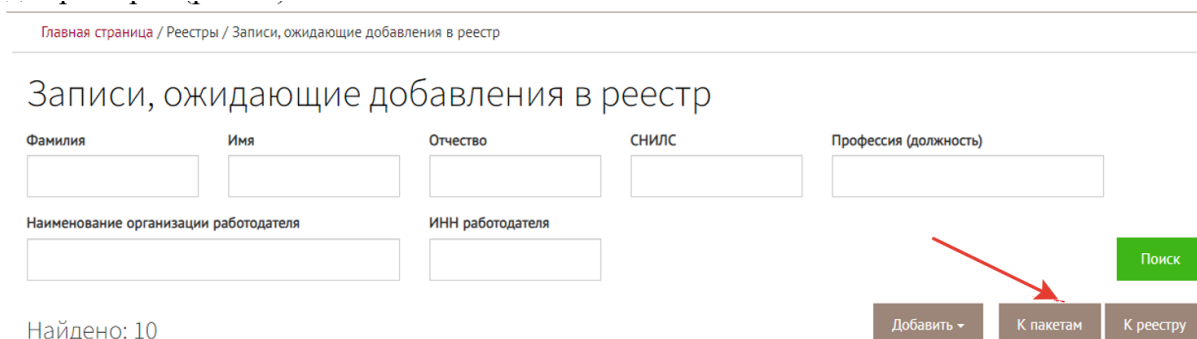 Главная страница / Реестры / Записи, ожидающие добавления в реестр
Записи, ожидающие добавления в реестр
Фамилия Имя Отчество СНИЛС Профессия (должность)
Наименование организации работодателя ИНН работодателя
Поиск
Найдено: 10 Добавить К пакетам К реестру